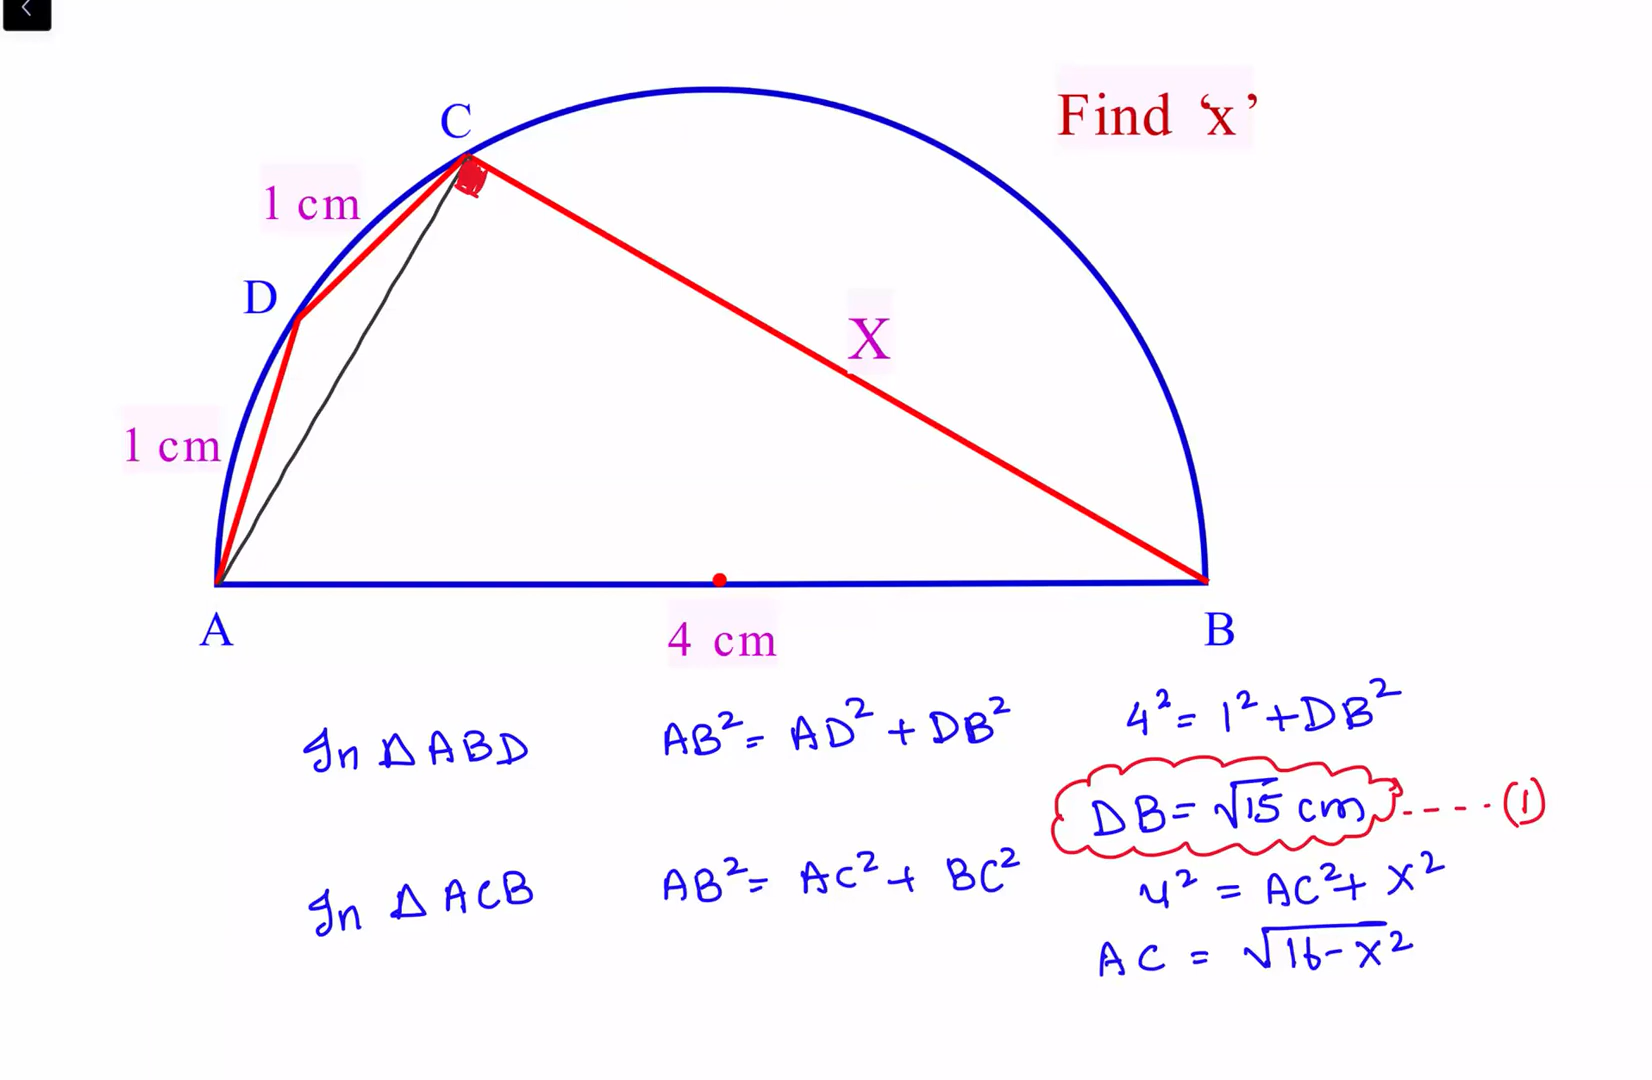 Find ‘x’
C
1 cm
D
X
1 cm
A
4 cm
B
In Δ ABD AB² = AD² + DB² 4² = 1² + DB²
DB = √15 cm ---- (1)
In Δ ACB AB² = AC² + BC² 4² = AC² + x²
AC = √16-x²